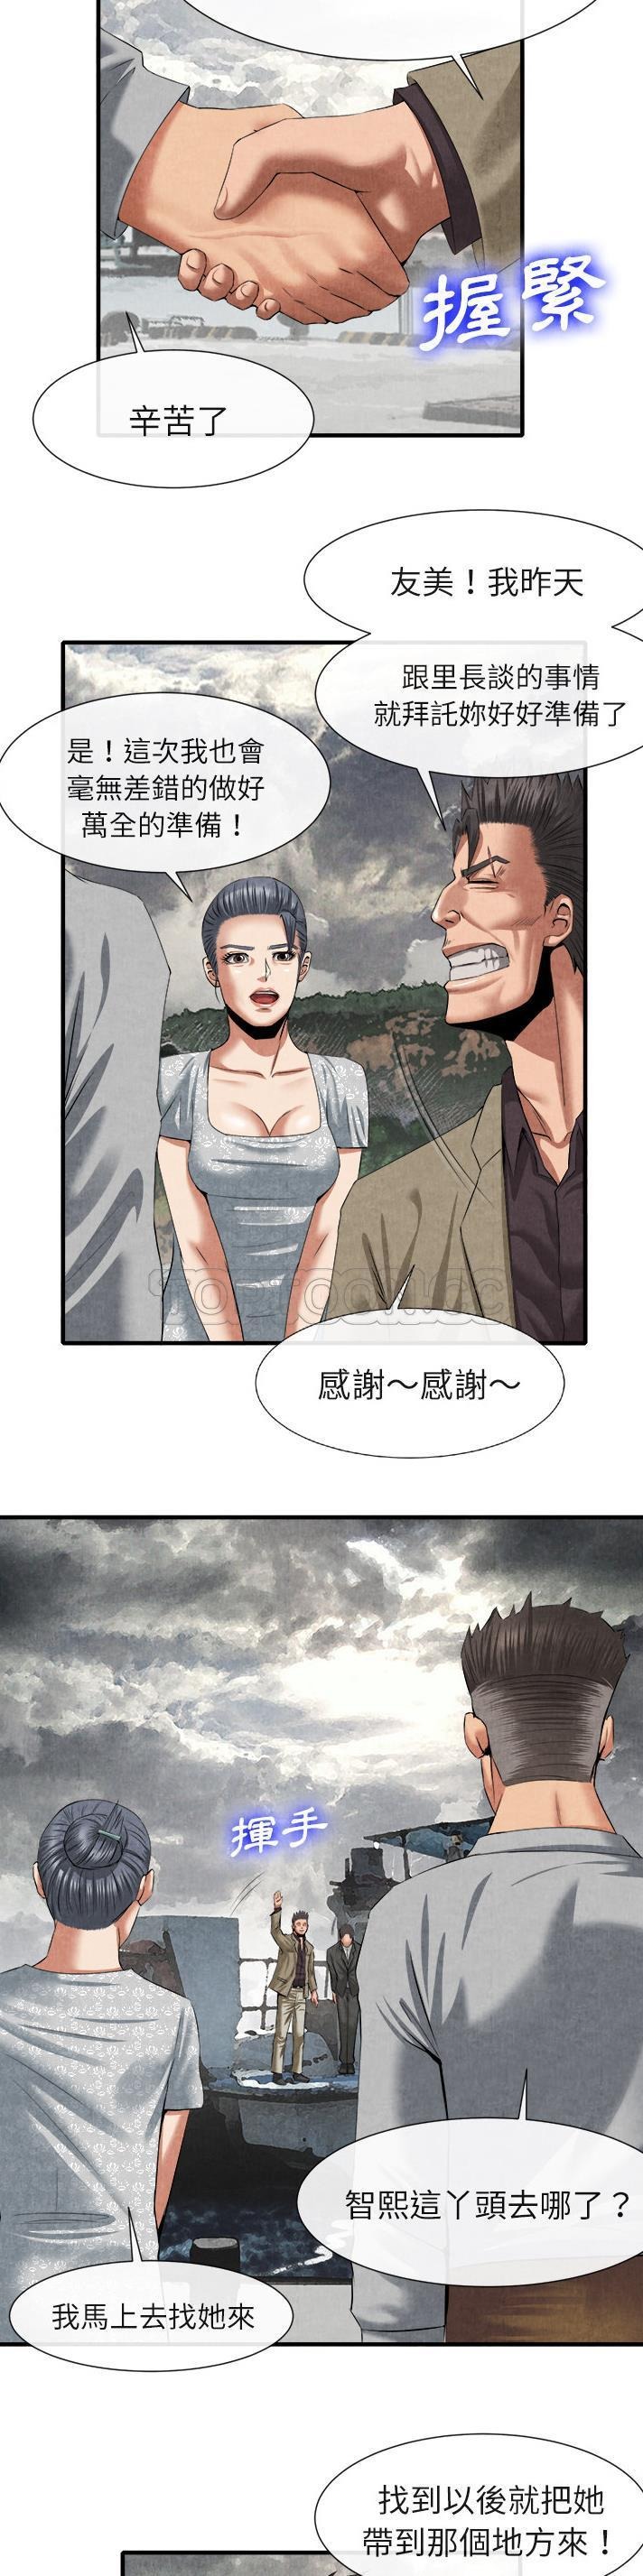 握緊
辛苦了
友美！我昨天
跟里長談的事情
就拜託妳好好準備了
是！這次我也會
毫無差錯的做好
萬全的準備！
TOPTOON.CC
感謝～感謝～
揮手
智熙這丫頭去哪了？
我馬上去找她來
找到以後就把她
帶到那個地方來！